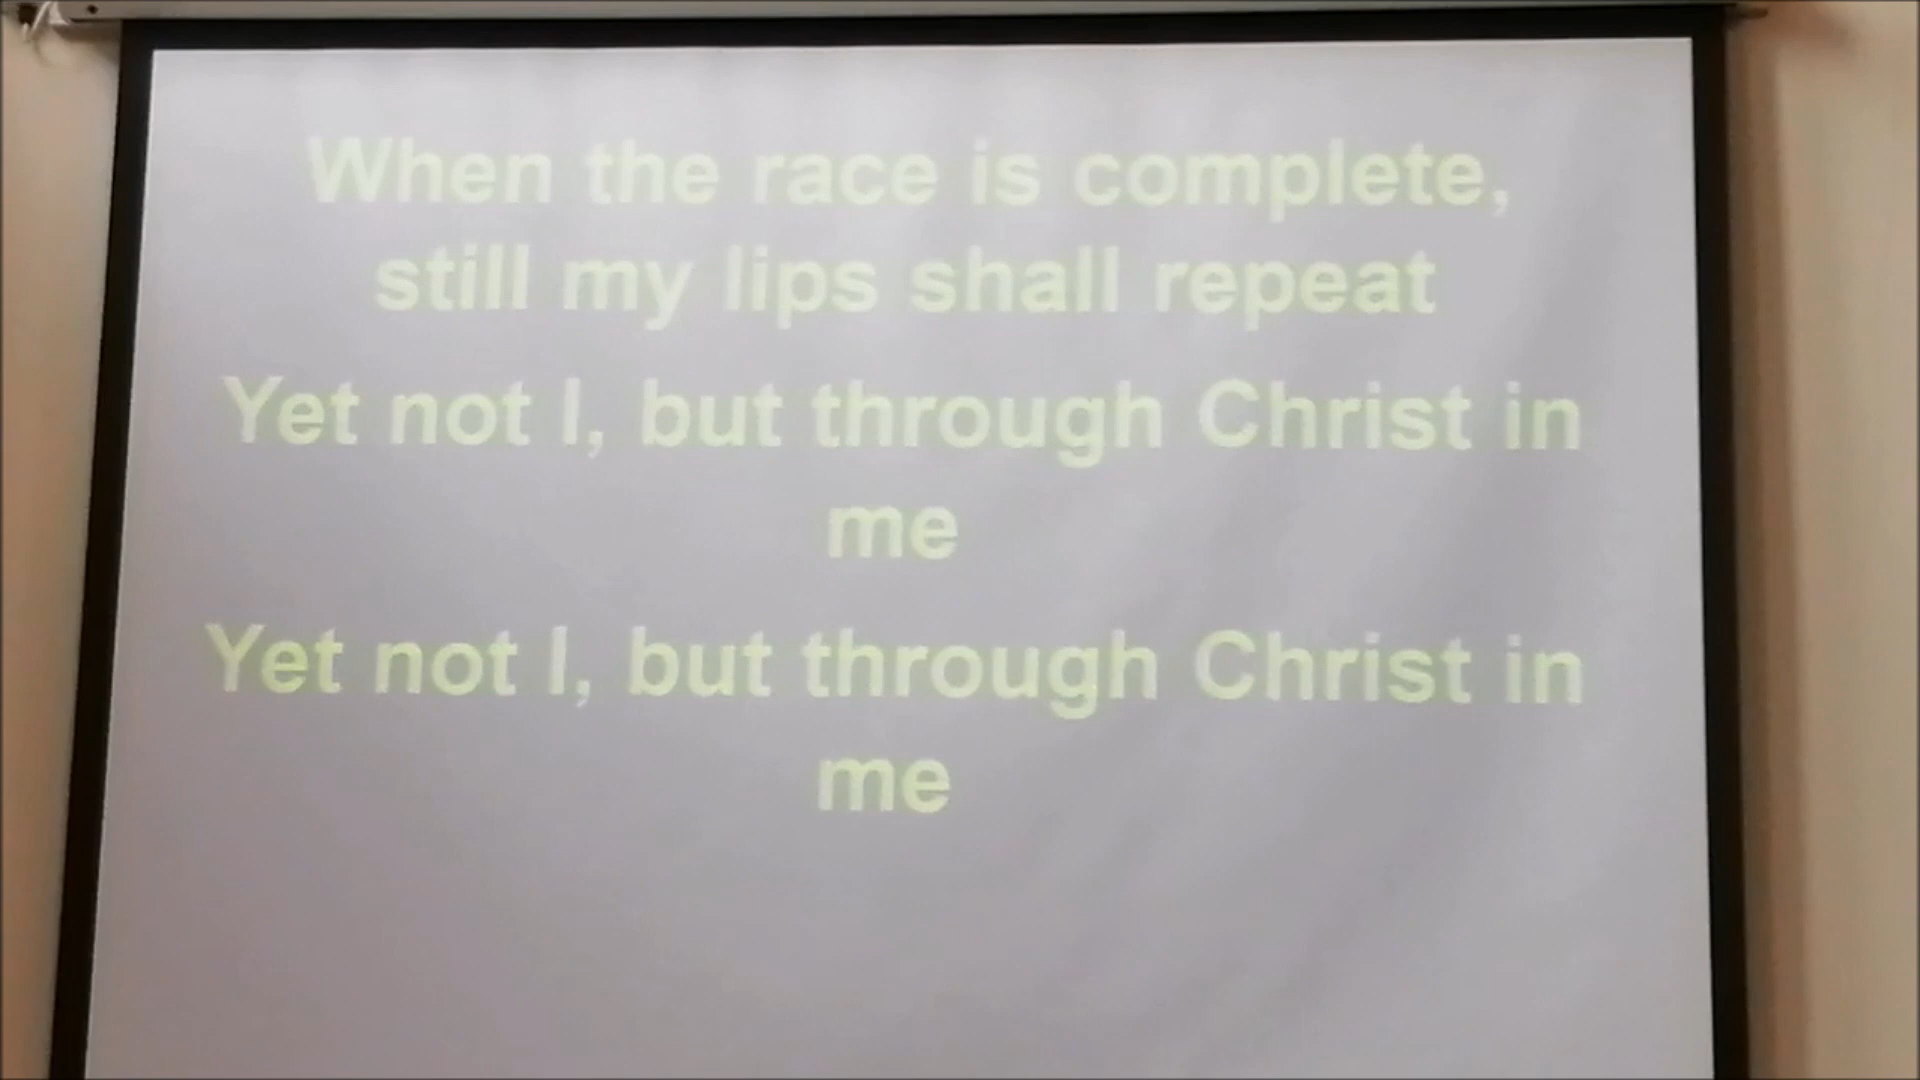 When the race is complete,
still my lips shall repeat
Yet not I, but through Christ in
me
Yet not I, but through Christ in
me